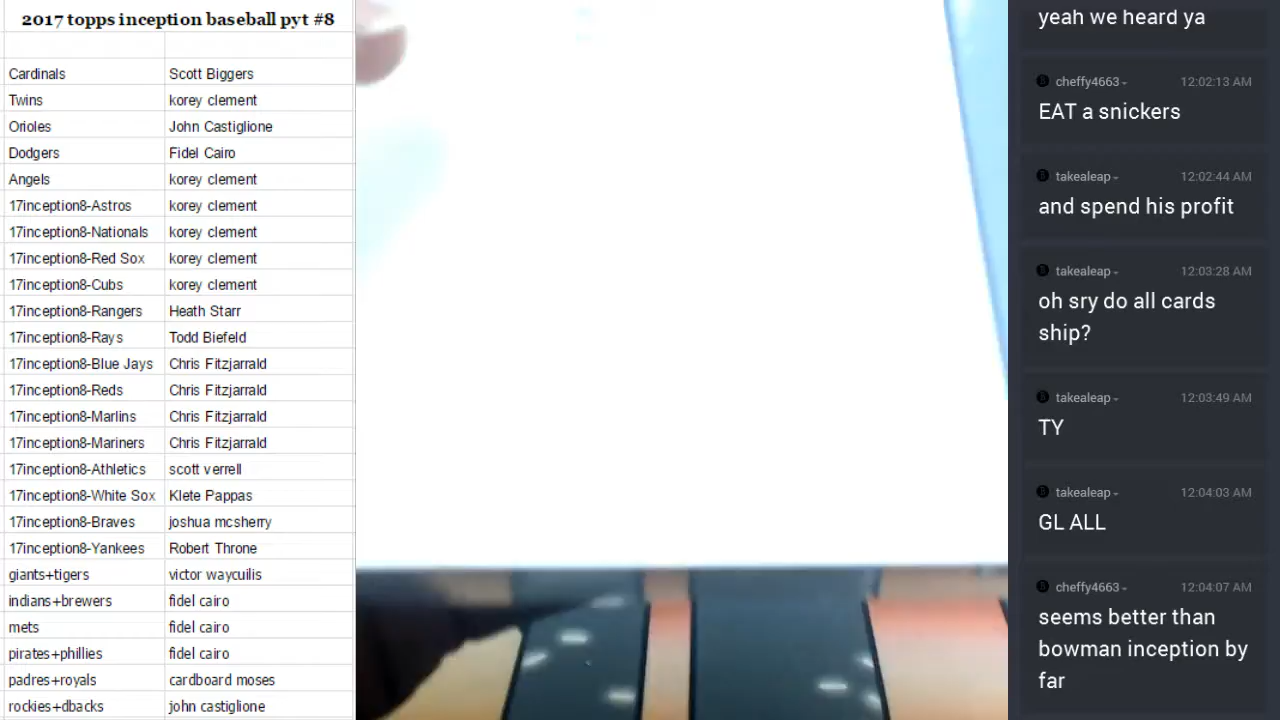 2017 topps inception baseball pyt #8
Cardinals Scott Biggers
Twins korey clement
Orioles John Castiglione
Dodgers Fidel Cairo
Angels korey clement
17inception8-Astros korey clement
17inception8-Nationals korey clement
17inception8-Red Sox korey clement
17inception8-Cubs korey clement
17inception8-Rangers Heath Starr
17inception8-Rays Todd Biefeld
17inception8-Blue Jays Chris Fitzjarrald
17inception8-Reds Chris Fitzjarrald
17inception8-Marlins Chris Fitzjarrald
17inception8-Mariners Chris Fitzjarrald
17inception8-Athletics scott verrell
17inception8-White Sox Klete Pappas
17inception8-Braves joshua mcsherry
17inception8-Yankees Robert Throne
giants+tigers victor waycuilis
indians+brewers fidel cairo
mets fidel cairo
pirates+phillies fidel cairo
padres+royals cardboard moses
rockies+dbacks john castiglione
yeah we heard ya
cheffy4663 12:02:13 AM
EAT a snickers
takealeap 12:02:44 AM
and spend his profit
takealeap 12:03:28 AM
oh sry do all cards
ship?
takealeap 12:03:49 AM
TY
takealeap 12:04:03 AM
GL ALL
cheffy4663 12:04:07 AM
seems better than
bowman inception by
far